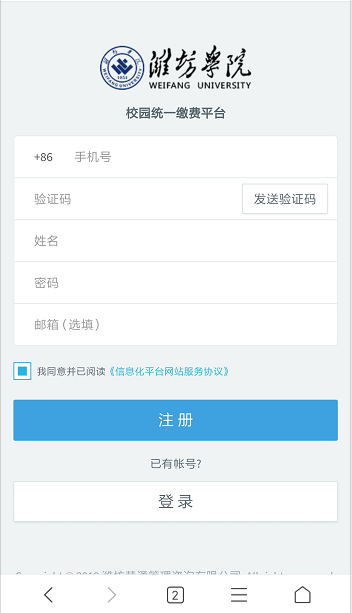 潍坊学院
WEIFANG UNIVERSITY
校园统一缴费平台
+86 手机号
验证码 发送验证码
姓名
密码
邮箱(选填)
我同意并已阅读《信息化平台网站服务协议》
注 册
已有帐号?
登 录
2